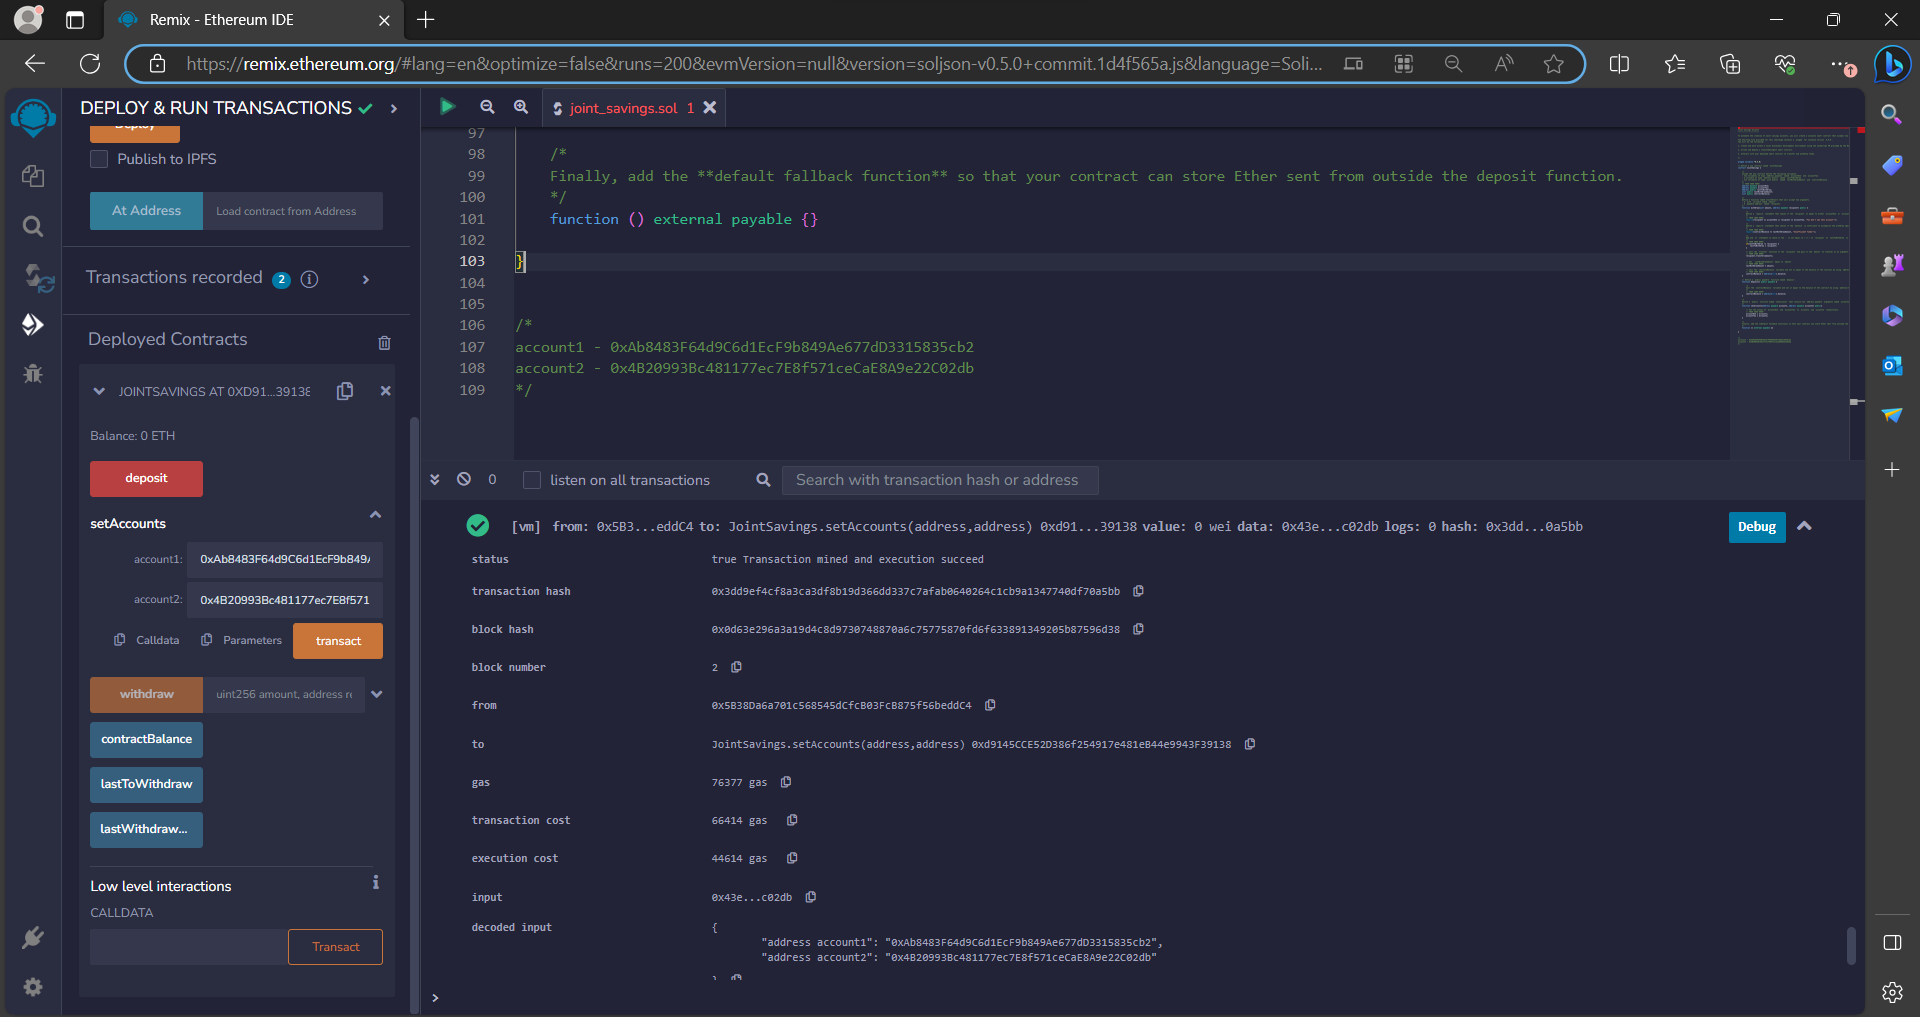 Remix - Ethereum IDE
https://remix.ethereum.org/#lang=en&optimize=false&runs=200&evmVersion=null&version=soljson-v0.5.0+commit.1d4f565a.js&language=Soli...
DEPLOY & RUN TRANSACTIONS
Deploy
Publish to IPFS
At Address
Load contract from Address
Transactions recorded 2
Deployed Contracts
JOINTSAVINGS AT 0XD91...39138
Balance: 0 ETH
deposit
setAccounts
account1: 0xAb8483F64d9C6d1EcF9b849
account2: 0x4B20993Bc481177ec7E8f571
Calldata
Parameters
transact
withdraw
uint256 amount, address
contractBalance
lastToWithdraw
lastWithdraw...
Low level interactions
CALLDATA
Transact
joint_savings.sol 1
97
98 /*
99 Finally, add the **default fallback function** so that your contract can store Ether sent from outside the deposit function.
100 */
101 function () external payable {}
102
103 }
104
105
106 /*
107 account1 - 0xAb8483F64d9C6d1EcF9b849Ae677dD3315835cb2
108 account2 - 0x4B20993Bc481177ec7E8f571ceCaE8A9e22C02db
109 */
0
listen on all transactions
Search with transaction hash or address
[vm] from: 0x5B3...eddC4 to: JointSavings.setAccounts(address,address) 0xd91...39138 value: 0 wei data: 0x43e...c02db logs: 0 hash: 0x3dd...0a5bb
Debug
status true Transaction mined and execution succeed
transaction hash 0x3dd9ef4cf8a3ca3df8b19d366dd337c7afab0640264c1cb9a1347740df70a5bb
block hash 0x0d63e296a3a19d4c8d9730748870a6c75775870fd6f633891349205b87596d38
block number 2
from 0x5B38Da6a701c568545dCfcB03FcB875f56beddC4
to JointSavings.setAccounts(address,address) 0xd9145CCE52D386f254917e481eB44e9943F39138
gas 76377 gas
transaction cost 66414 gas
execution cost 44614 gas
input 0x43e...c02db
decoded input {
"address account1": "0xAb8483F64d9C6d1EcF9b849Ae677dD3315835cb2",
"address account2": "0x4B20993Bc481177ec7E8f571ceCaE8A9e22C02db"
}
>